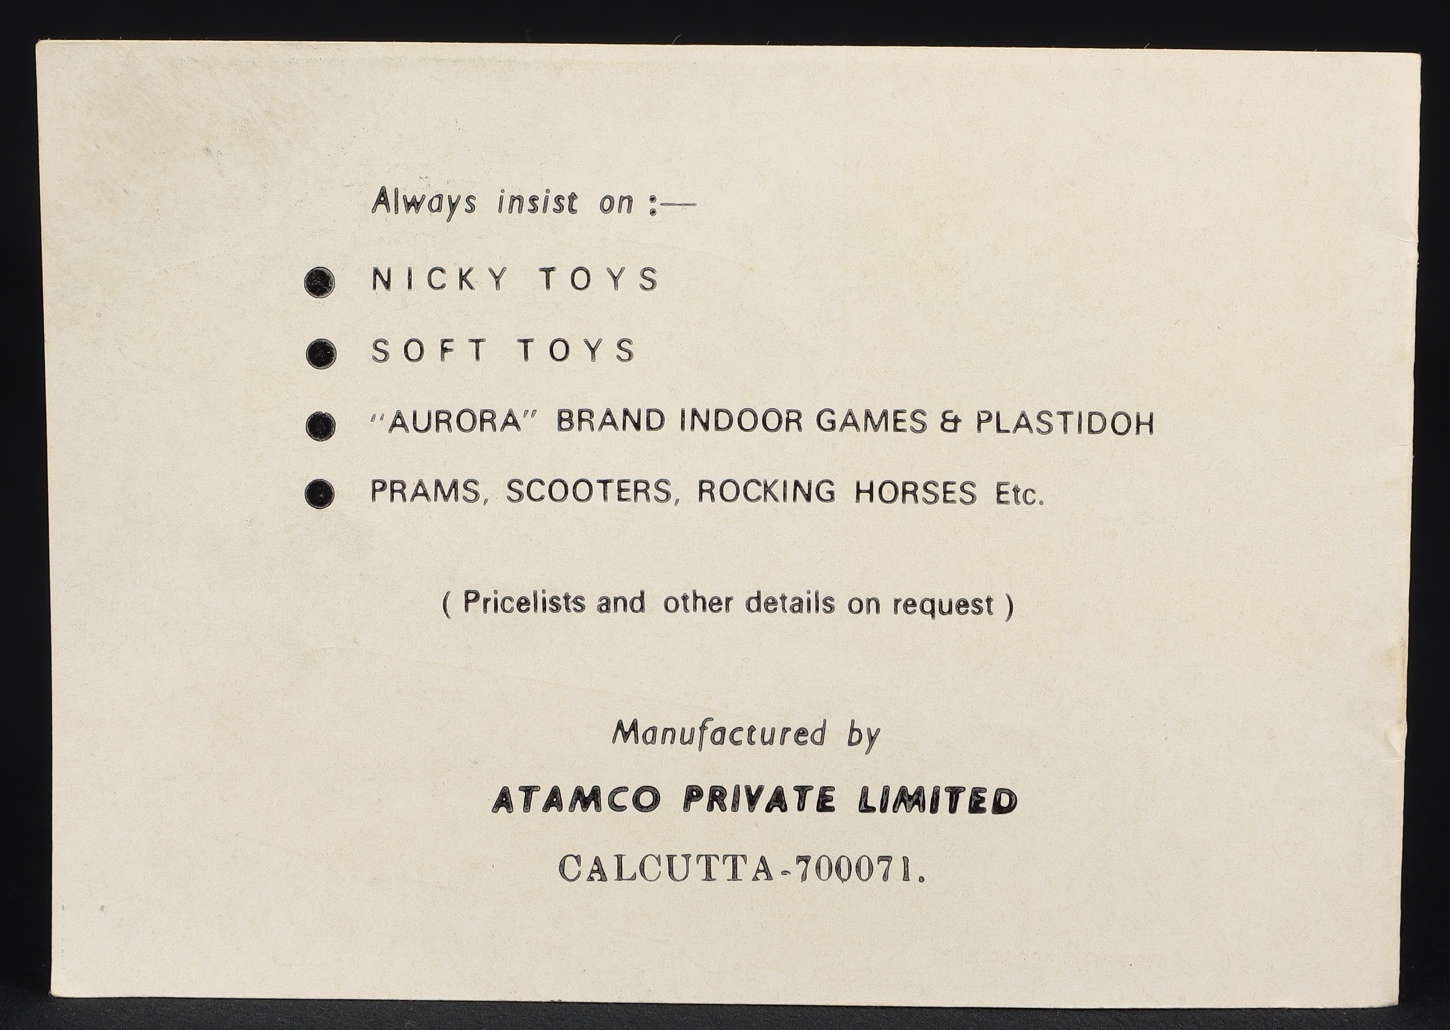 Always insist on :—
● NICKY TOYS
● SOFT TOYS
● "AURORA" BRAND INDOOR GAMES & PLASTIDOH
● PRAMS, SCOOTERS, ROCKING HORSES Etc.
( Pricelists and other details on request )
Manufactured by
ATAMCO PRIVATE LIMITED
CALCUTTA-700071.